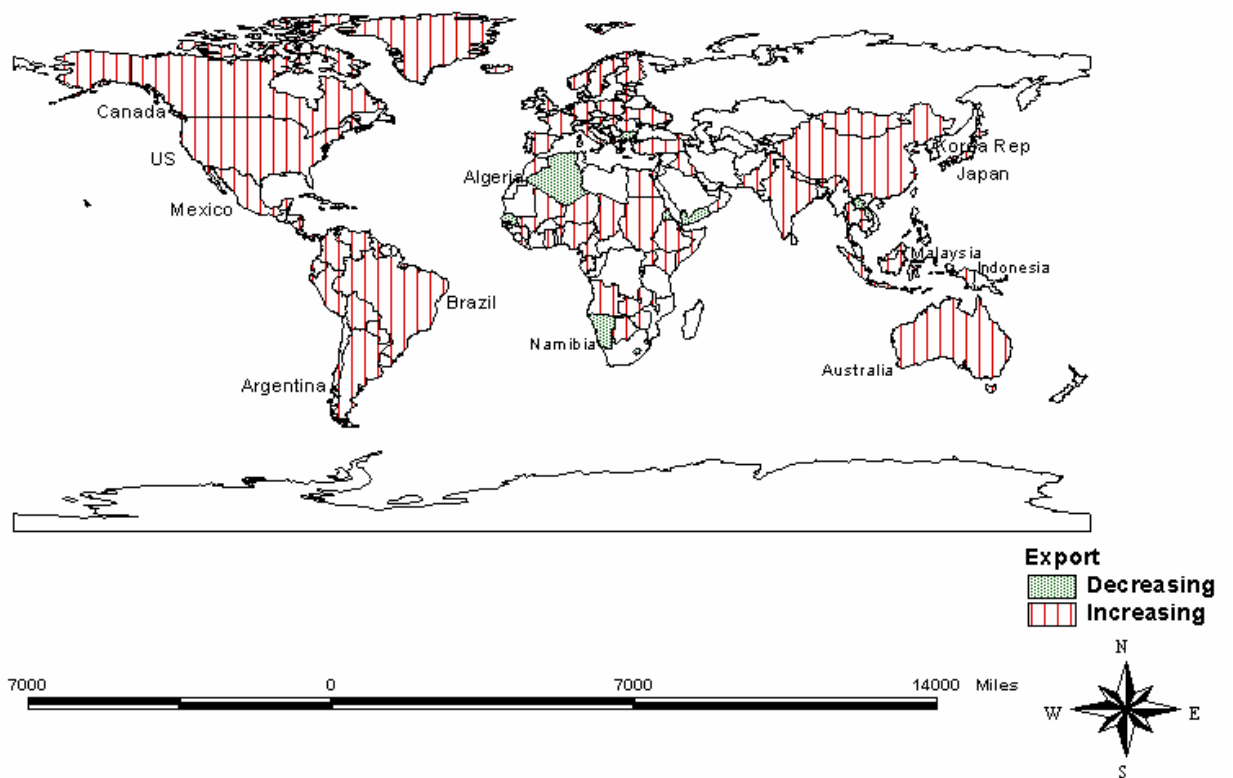 Canada
Korea Rep
US
Japan
Algeria
Mexico
Malaysia
Indonesia
Brazil
Namibia
Australia
Argentina
Export
Decreasing
Increasing
N
7000 0 7000 14000 Miles
W E
S